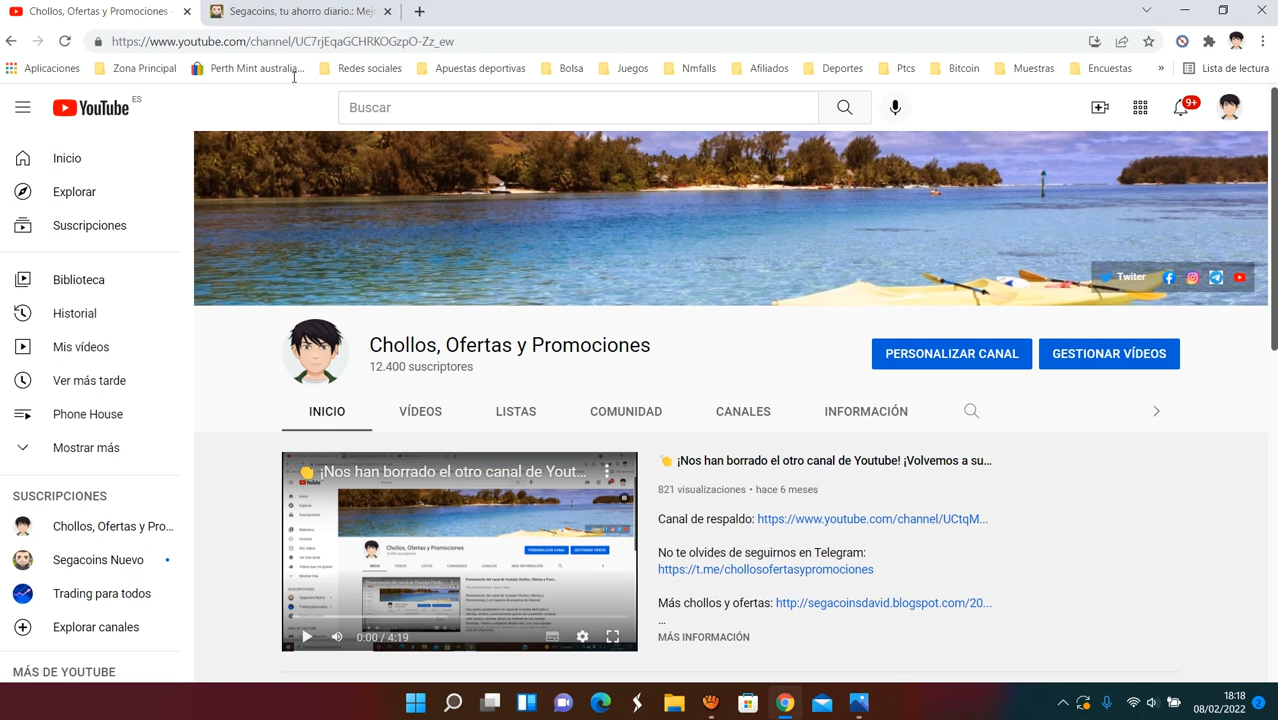 Chollos, Ofertas y Promociones -
Segacoins, tu ahorro diario.: Mejo
https://www.youtube.com/channel/UC7rjEqaGCHRKOGzpO-Zz_ew
Aplicaciones
Zona Principal
Perth Mint australia...
Redes sociales
Apuestas deportivas
Bolsa
Juegos
Nmbfh
Afiliados
Deportes
Ptcs
Bitcoin
Muestras
Encuestas
»
Lista de lectura
YouTube ES
Buscar
9+
Inicio
Explorar
Suscripciones
Biblioteca
Historial
Mis vídeos
Ver más tarde
Phone House
Mostrar más
SUSCRIPCIONES
Chollos, Ofertas y Pro...
Segacoins Nuevo
Trading para todos
Explorar canales
MÁS DE YOUTUBE
Twiter
Chollos, Ofertas y Promociones
12.400 suscriptores
PERSONALIZAR CANAL
GESTIONAR VÍDEOS
INICIO
VÍDEOS
LISTAS
COMUNIDAD
CANALES
INFORMACIÓN
¡Nos han borrado el otro canal de Yout...
Chollos, Ofertas y Promociones
0:00 / 4:19
¡Nos han borrado el otro canal de Youtube! ¡Volvemos a su...
821 visualizaciones • hace 6 meses
Canal de respaldo: https://www.youtube.com/channel/UCtqM...
No te olvides seguirnos en Telegram:
https://t.me/chollosofertasypromociones
Más chollos y ofertas: http://segacoinsdavid.blogspot.com/20...
...
MÁS INFORMACIÓN
18:18
08/02/2022
2